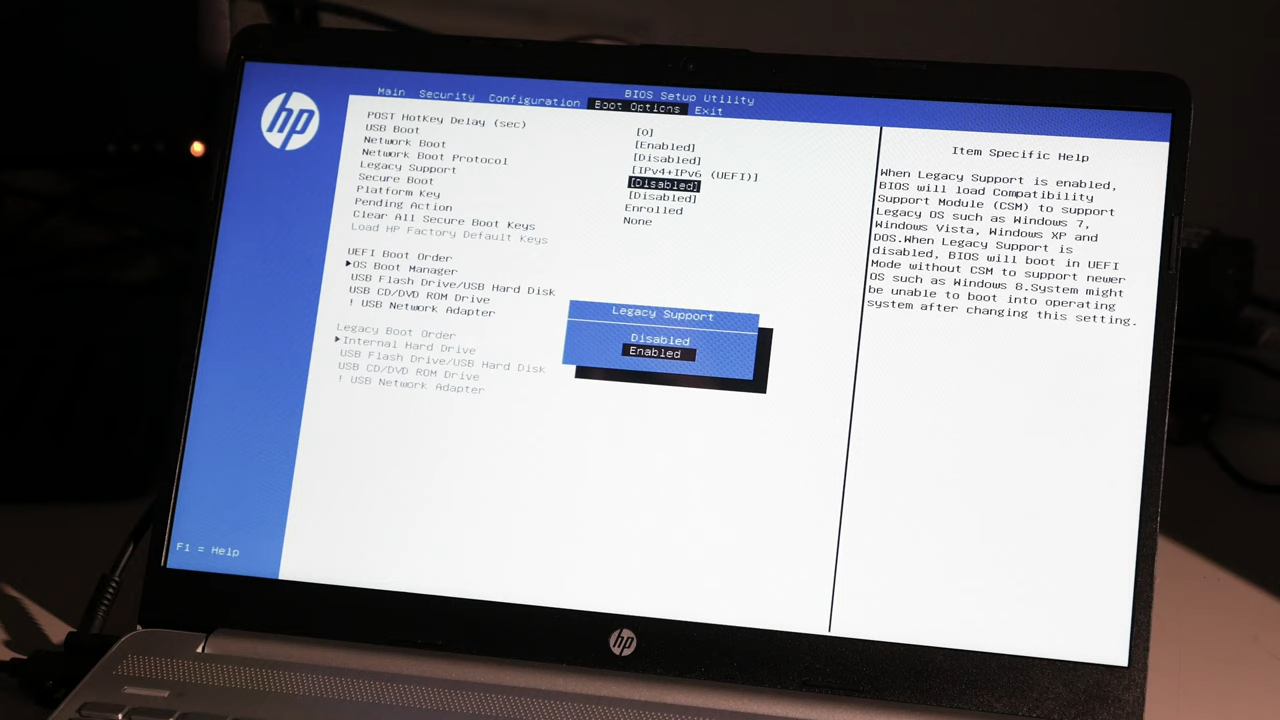 hp
BIOS Setup Utility
Main Security Configuration Boot Options Exit
POST HotKey Delay (sec) [0]
USB Boot [Enabled]
Network Boot [Disabled]
Network Boot Protocol [IPv4+IPv6 (UEFI)]
Legacy Support [Disabled]
Secure Boot [Disabled]
Platform Key Enrolled
Pending Action None
Clear All Secure Boot Keys
Load HP Factory Default Keys
UEFI Boot Order
▶OS Boot Manager
USB Flash Drive/USB Hard Disk
USB CD/DVD ROM Drive
! USB Network Adapter
Legacy Boot Order
▶Internal Hard Drive
USB Flash Drive/USB Hard Disk
USB CD/DVD ROM Drive
! USB Network Adapter
Legacy Support
Disabled
Enabled
Item Specific Help
When Legacy Support is enabled,
BIOS will load Compatibility
Support Module (CSM) to support
Legacy OS such as Windows 7,
Windows Vista, Windows XP and
DOS.When Legacy Support is
disabled, BIOS will boot in UEFI
Mode without CSM to support newer
OS such as Windows 8.System might
be unable to boot into operating
system after changing this setting.
F1 = Help
hp